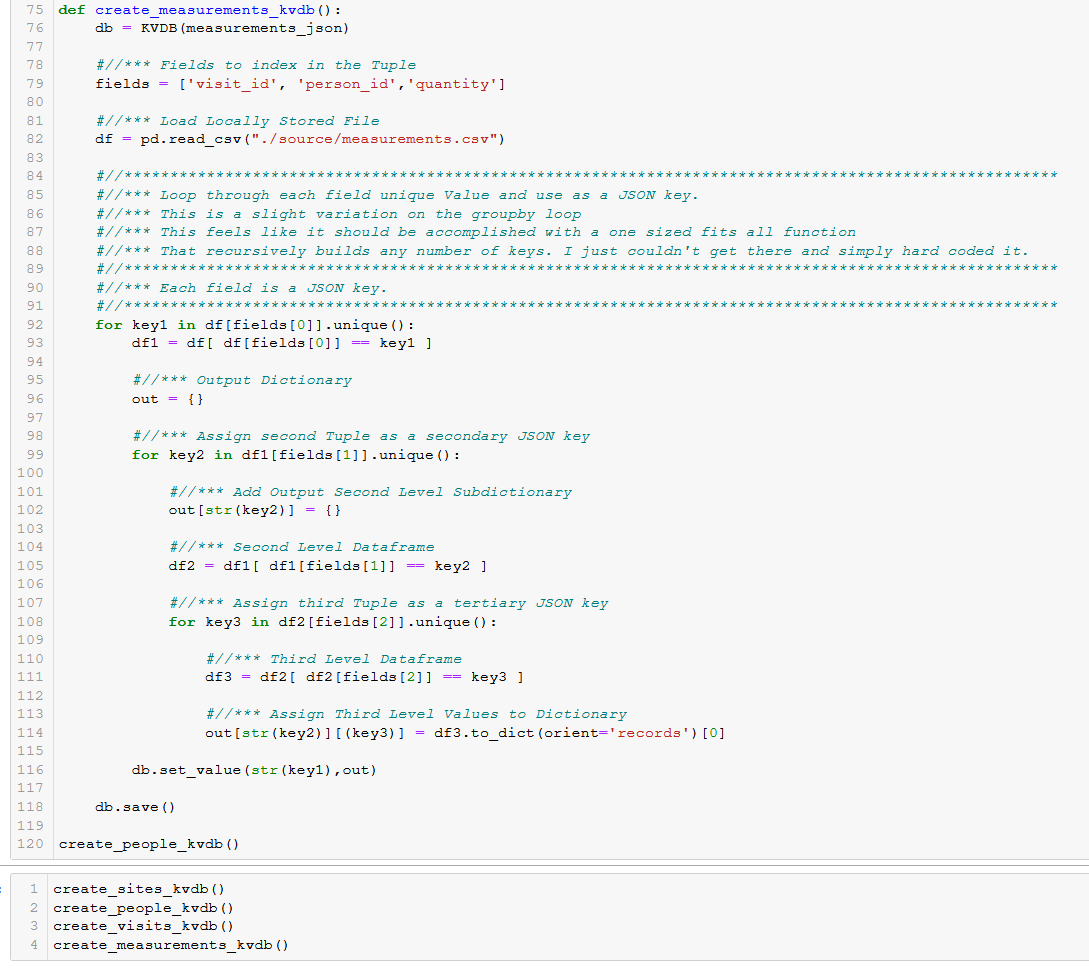 75 def create_measurements_kvdb():
76     db = KVDB(measurements_json)
77
78     #//*** Fields to index in the Tuple
79     fields = ['visit_id', 'person_id','quantity']
80
81     #//*** Load Locally Stored File
82     df = pd.read_csv("./source/measurements.csv")
83
84     #//******************************************************************************************************
85     #//*** Loop through each field unique Value and use as a JSON key.
86     #//*** This is a slight variation on the groupby loop
87     #//*** This feels like it should be accomplished with a one sized fits all function
88     #//*** That recursively builds any number of keys. I just couldn't get there and simply hard coded it.
89     #//******************************************************************************************************
90     #//*** Each field is a JSON key.
91     #//******************************************************************************************************
92     for key1 in df[fields[0]].unique():
93         df1 = df[ df[fields[0]] == key1 ]
94
95         #//*** Output Dictionary
96         out = {}
97
98         #//*** Assign second Tuple as a secondary JSON key
99         for key2 in df1[fields[1]].unique():
100
101             #//*** Add Output Second Level Subdictionary
102             out[str(key2)] = {}
103
104             #//*** Second Level Dataframe
105             df2 = df1[ df1[fields[1]] == key2 ]
106
107             #//*** Assign third Tuple as a tertiary JSON key
108             for key3 in df2[fields[2]].unique():
109
110                 #//*** Third Level Dataframe
111                 df3 = df2[ df2[fields[2]] == key3 ]
112
113                 #//*** Assign Third Level Values to Dictionary
114                 out[str(key2)][(key3)] = df3.to_dict(orient='records')[0]
115
116         db.set_value(str(key1),out)
117
118     db.save()
119
120 create_people_kvdb()
1 create_sites_kvdb()
2 create_people_kvdb()
3 create_visits_kvdb()
4 create_measurements_kvdb()